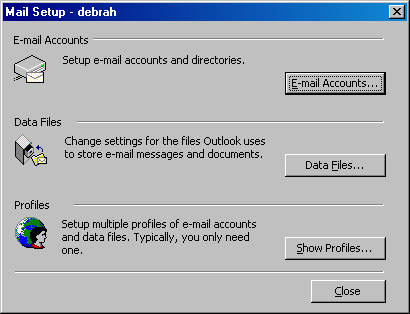 Mail Setup - debrah
E-mail Accounts
Setup e-mail accounts and directories.
E-mail Accounts...
Data Files
Change settings for the files Outlook uses
to store e-mail messages and documents.
Data Files...
Profiles
Setup multiple profiles of e-mail accounts
and data files. Typically, you only need
one.
Show Profiles...
Close